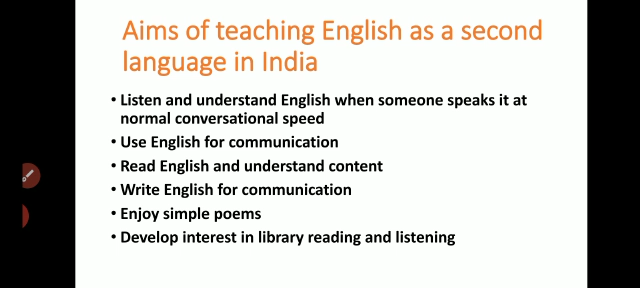 Aims of teaching English as a second
language in India
• Listen and understand English when someone speaks it at
normal conversational speed
• Use English for communication
• Read English and understand content
• Write English for communication
• Enjoy simple poems
• Develop interest in library reading and listening